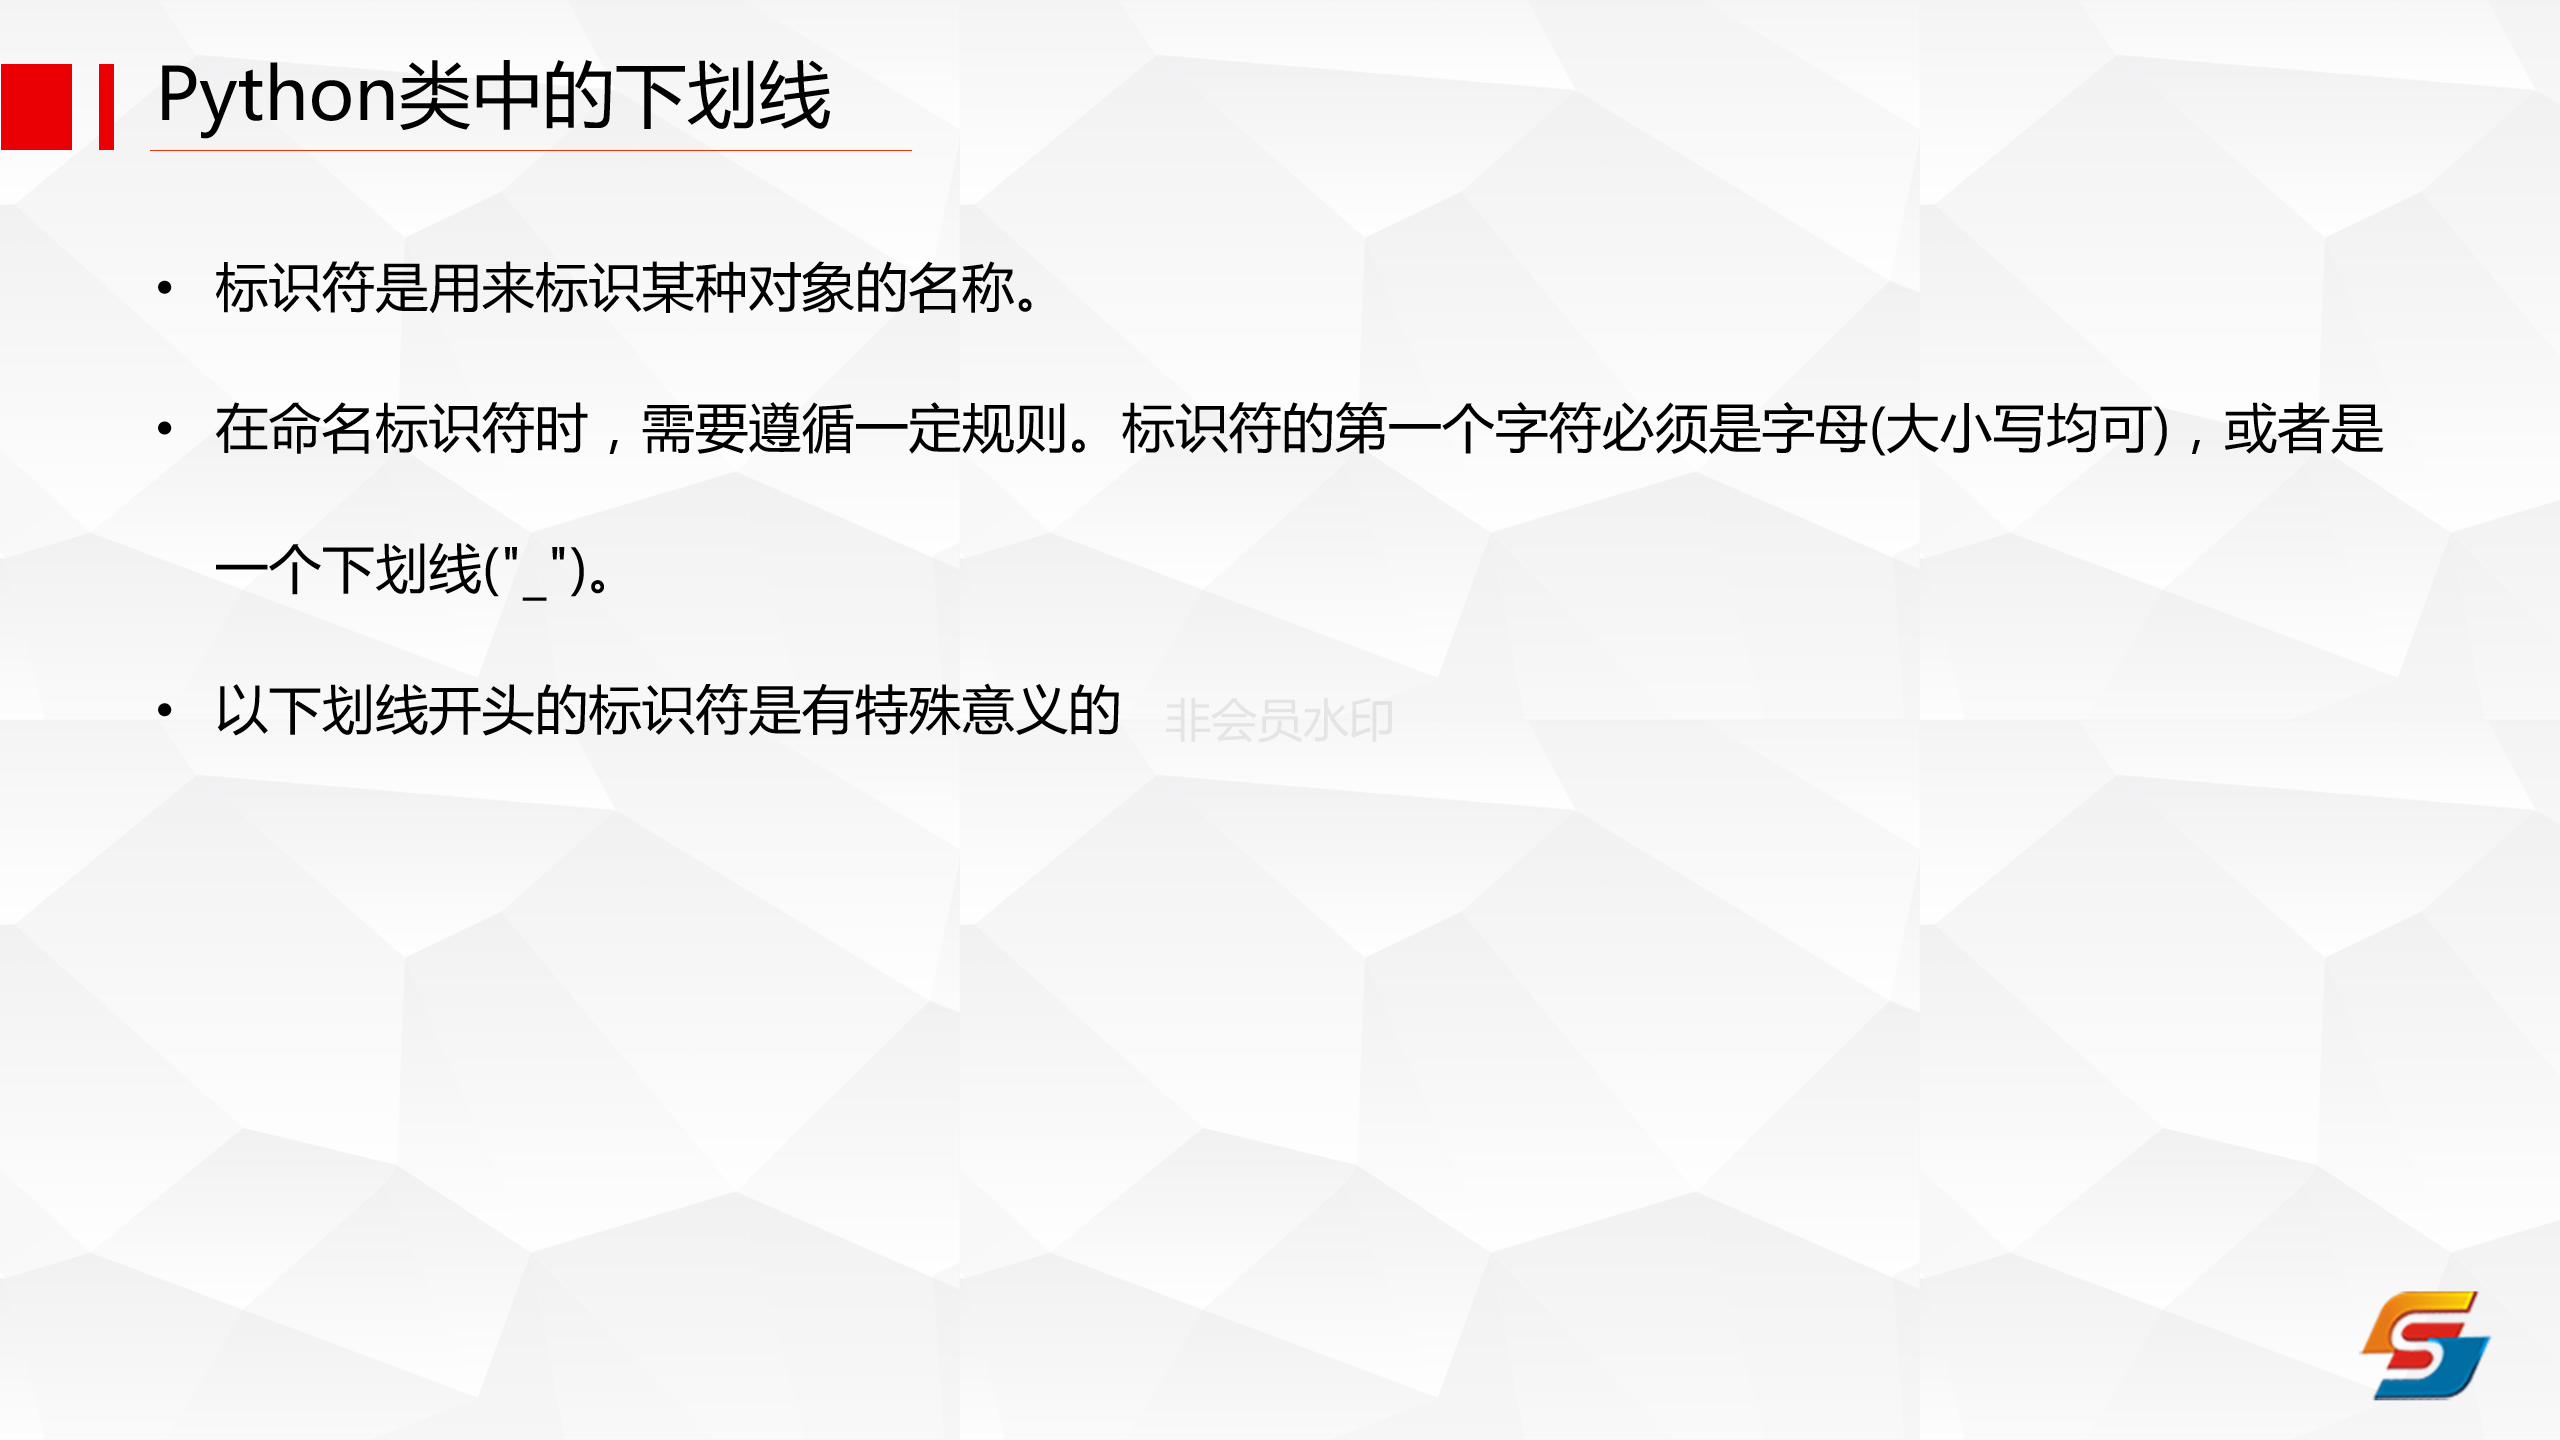 Python类中的下划线
• 标识符是用来标识某种对象的名称。
• 在命名标识符时，需要遵循一定规则。标识符的第一个字符必须是字母(大小写均可)，或者是
一个下划线("_")。
• 以下划线开头的标识符是有特殊意义的
非会员水印